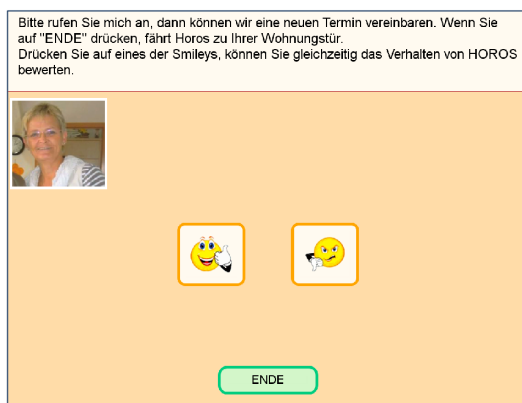 Bitte rufen Sie mich an, dann können wir eine neuen Termin vereinbaren. Wenn Sie
auf "ENDE" drücken, fährt Horos zu Ihrer Wohnungstür.
Drücken Sie auf eines der Smileys, können Sie gleichzeitig das Verhalten von HOROS
bewerten.
ENDE